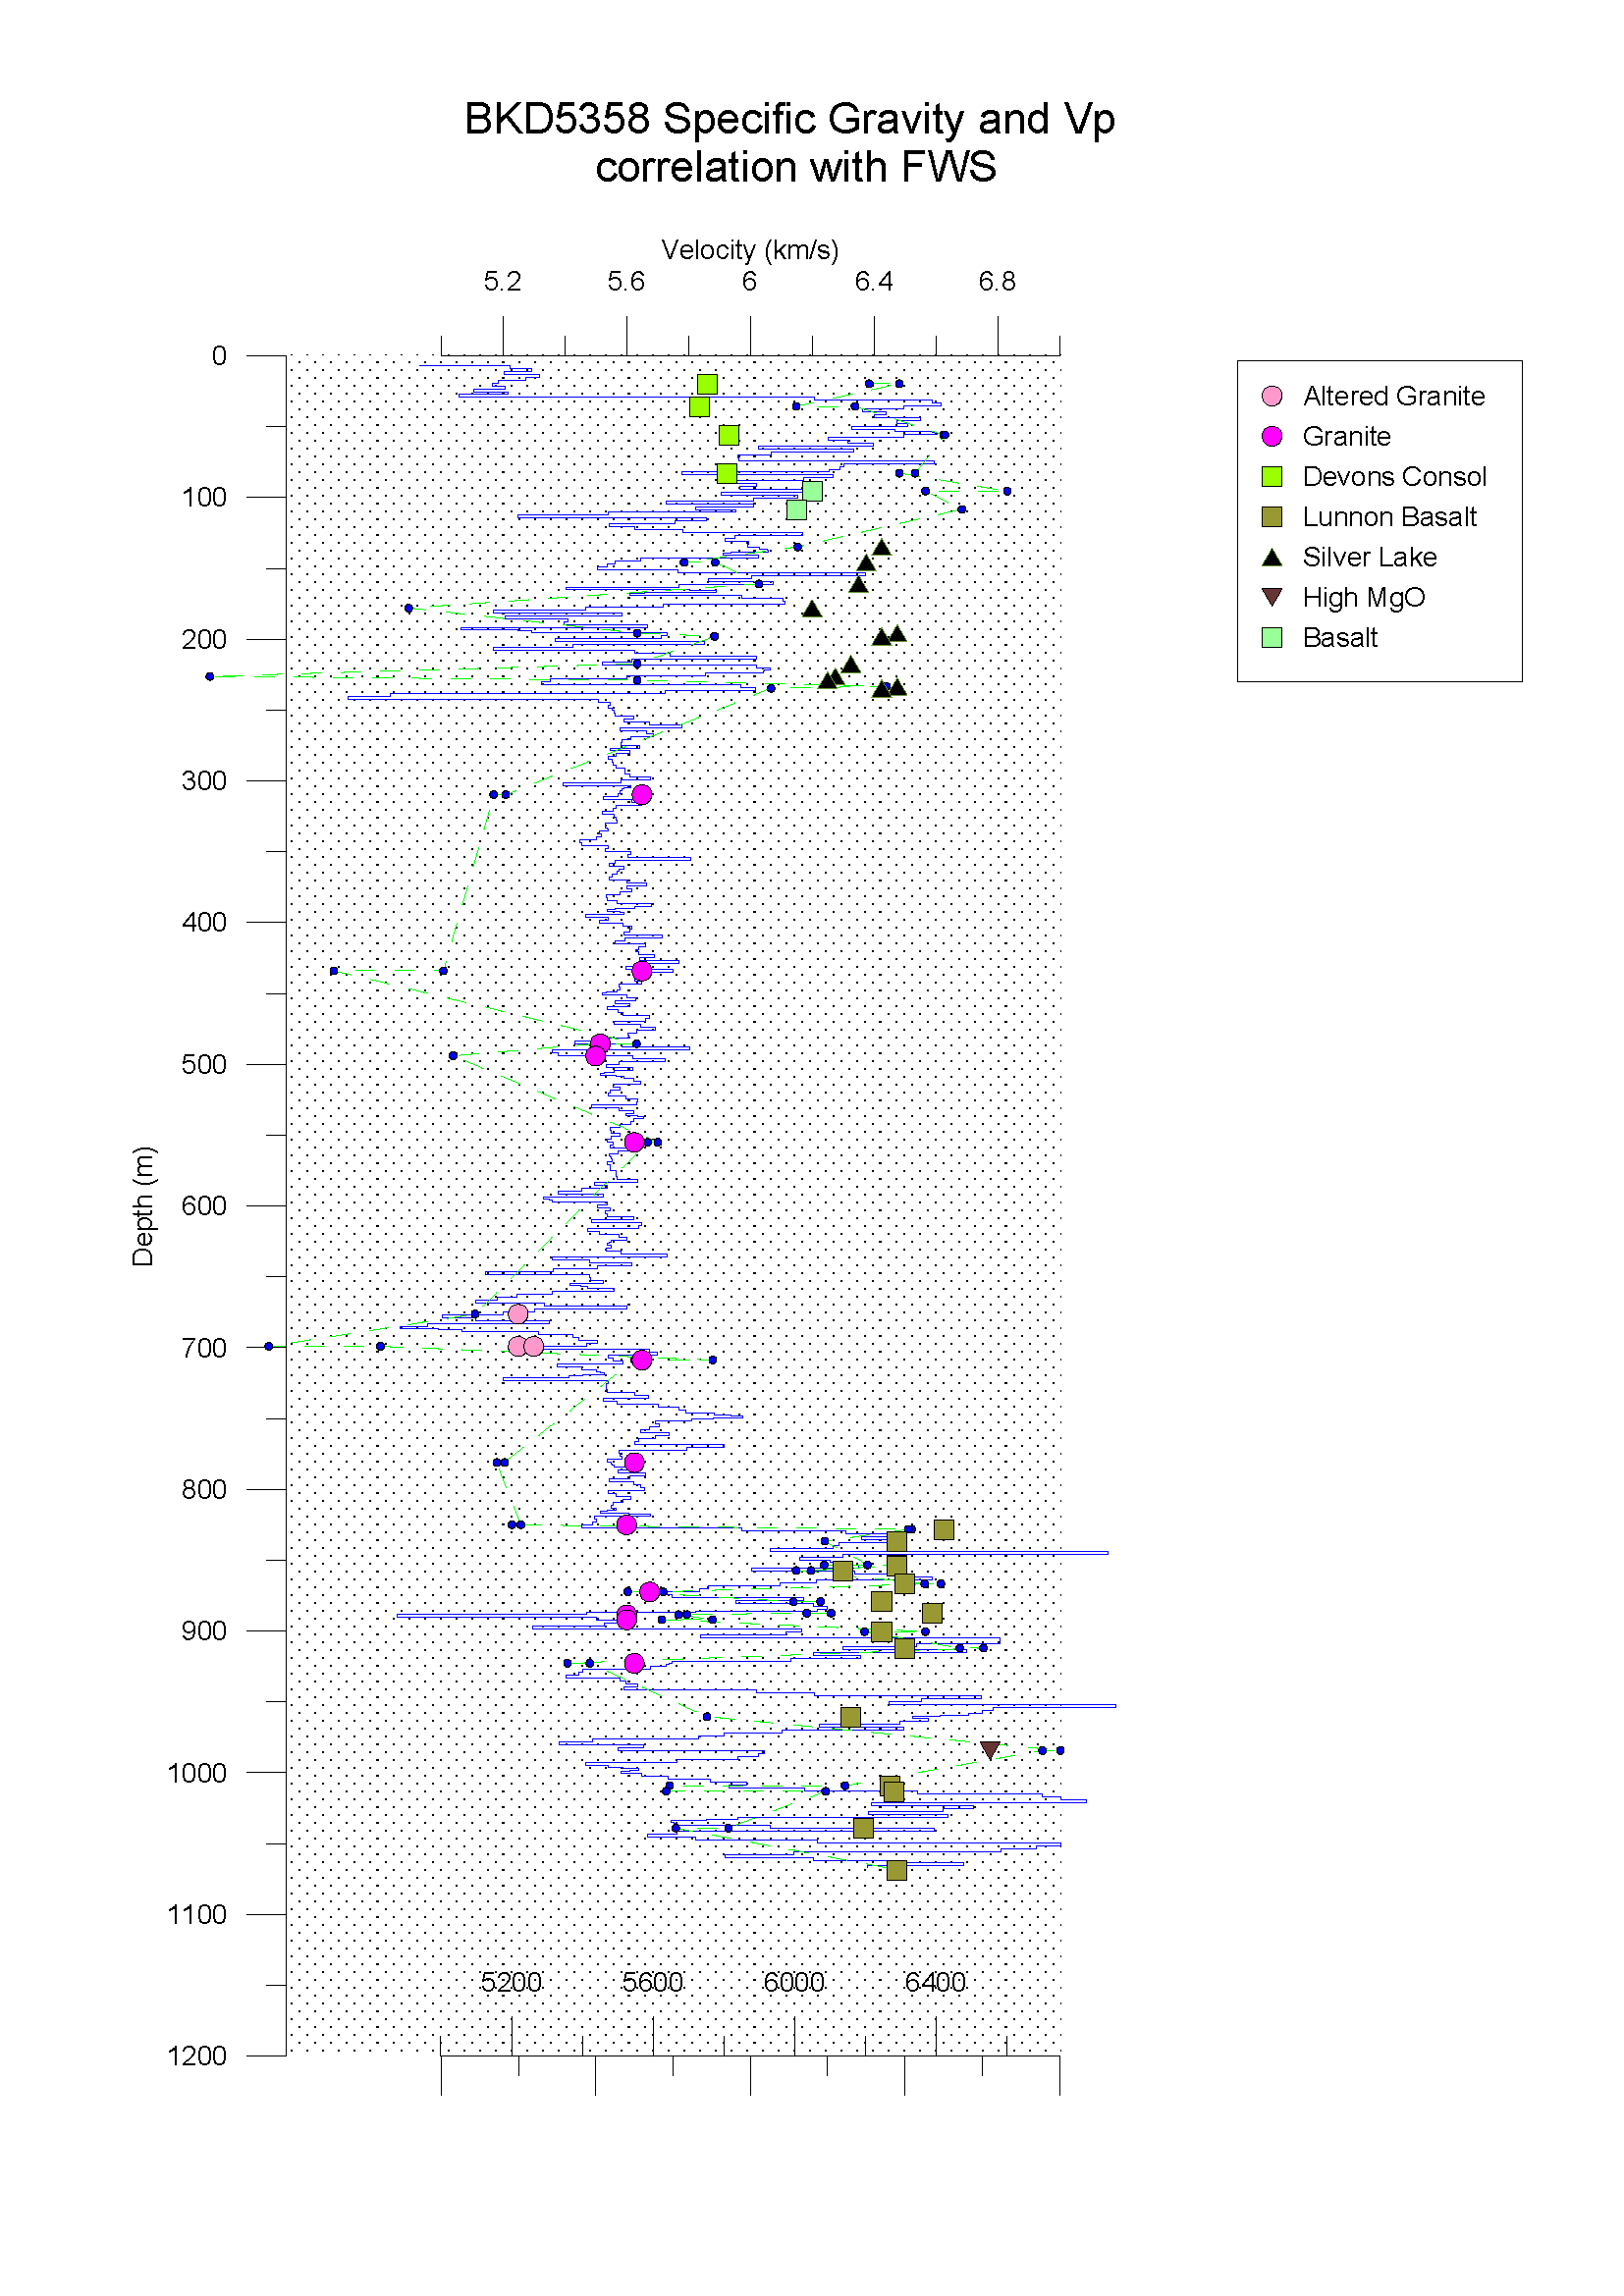 BKD5358 Specific Gravity and Vp
correlation with FWS
Velocity (km/s)
5.2 5.6 6 6.4 6.8
0
100
200
300
400
500
600
700
800
900
1000
1100
1200
Depth (m)
Altered Granite
Granite
Devons Consol
Lunnon Basalt
Silver Lake
High MgO
Basalt
5200 5600 6000 6400